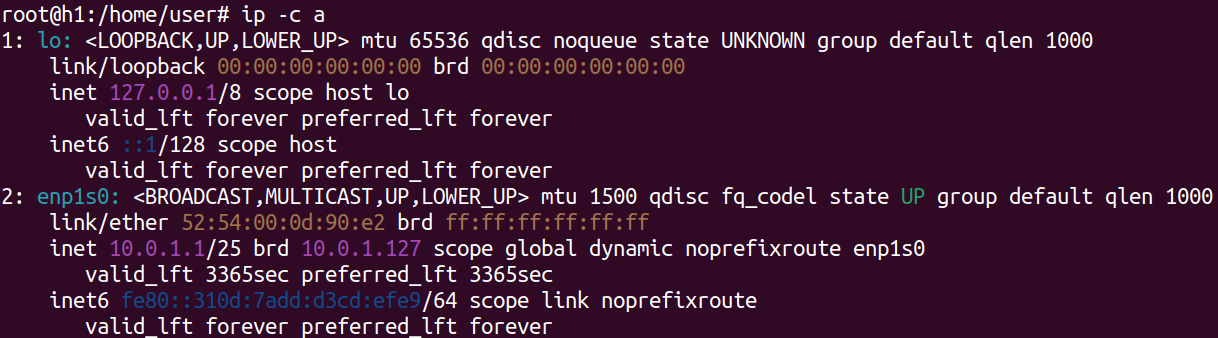 root@h1:/home/user# ip -c a
1: lo: <LOOPBACK,UP,LOWER_UP> mtu 65536 qdisc noqueue state UNKNOWN group default qlen 1000
    link/loopback 00:00:00:00:00:00 brd 00:00:00:00:00:00
    inet 127.0.0.1/8 scope host lo
       valid_lft forever preferred_lft forever
    inet6 ::1/128 scope host
       valid_lft forever preferred_lft forever
2: enp1s0: <BROADCAST,MULTICAST,UP,LOWER_UP> mtu 1500 qdisc fq_codel state UP group default qlen 1000
    link/ether 52:54:00:0d:90:e2 brd ff:ff:ff:ff:ff:ff
    inet 10.0.1.1/25 brd 10.0.1.127 scope global dynamic noprefixroute enp1s0
       valid_lft 3365sec preferred_lft 3365sec
    inet6 fe80::310d:7add:d3cd:efe9/64 scope link noprefixroute
       valid_lft forever preferred_lft forever